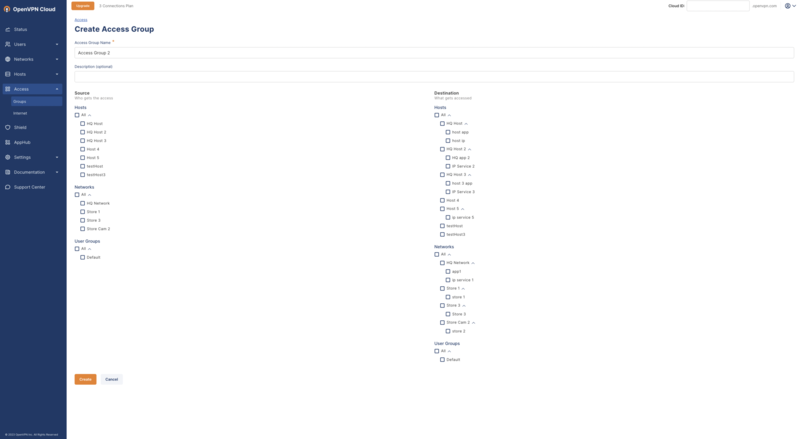 OpenVPN Cloud
Upgrade
5 Connections Plan
Cloud ID:
.openvpn.com
Status
Users
Networks
Hosts
Access
Groups
Internet
Shield
AppHub
Settings
Documentation
Support Center
Access
Create Access Group
Access Group Name *
Access Group 2
Description (optional)
Source
Who gets the access
Hosts
All
HQ Host
HQ Host 2
HQ Host 3
Host 4
Host 5
testHost
testHost3
Networks
All
HQ Network
Store 1
Store 3
Store Cam 2
User Groups
All
Default
Destination
What gets accessed
Hosts
All
HQ Host
host app
host ip
HQ Host 2
HQ app 2
IP Service 2
HQ Host 3
host 3 app
IP Service 3
Host 4
Host 5
ip service 5
testHost
testHost3
Networks
All
HQ Network
app1
ip service 1
Store 1
store 1
Store 3
Store 3
Store Cam 2
store 2
User Groups
All
Default
Create
Cancel